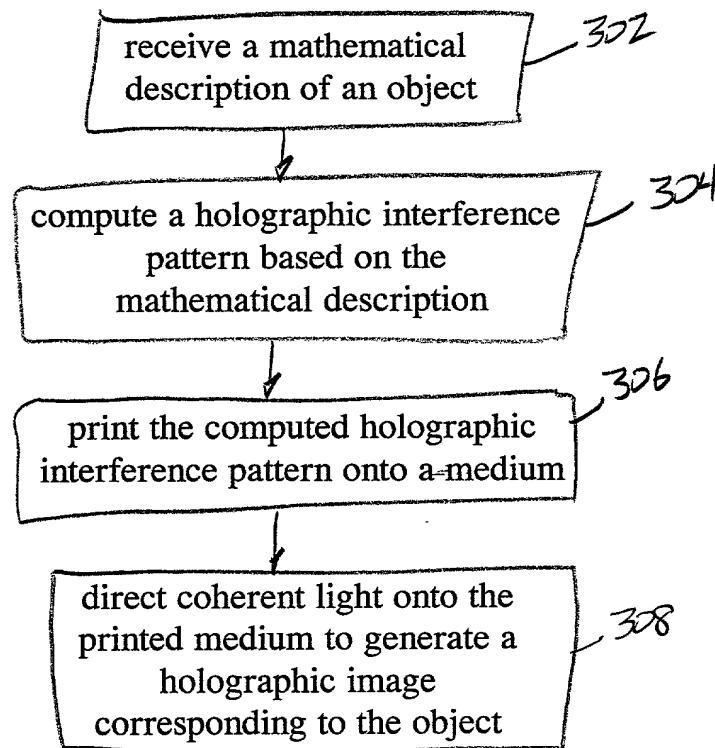 receive a mathematical
302
description of an object
304
compute a holographic interference
pattern based on the
mathematical description
306
print the computed holographic
interference pattern onto a medium
direct coherent light onto the
308
printed medium to generate a
holographic image
corresponding to the object